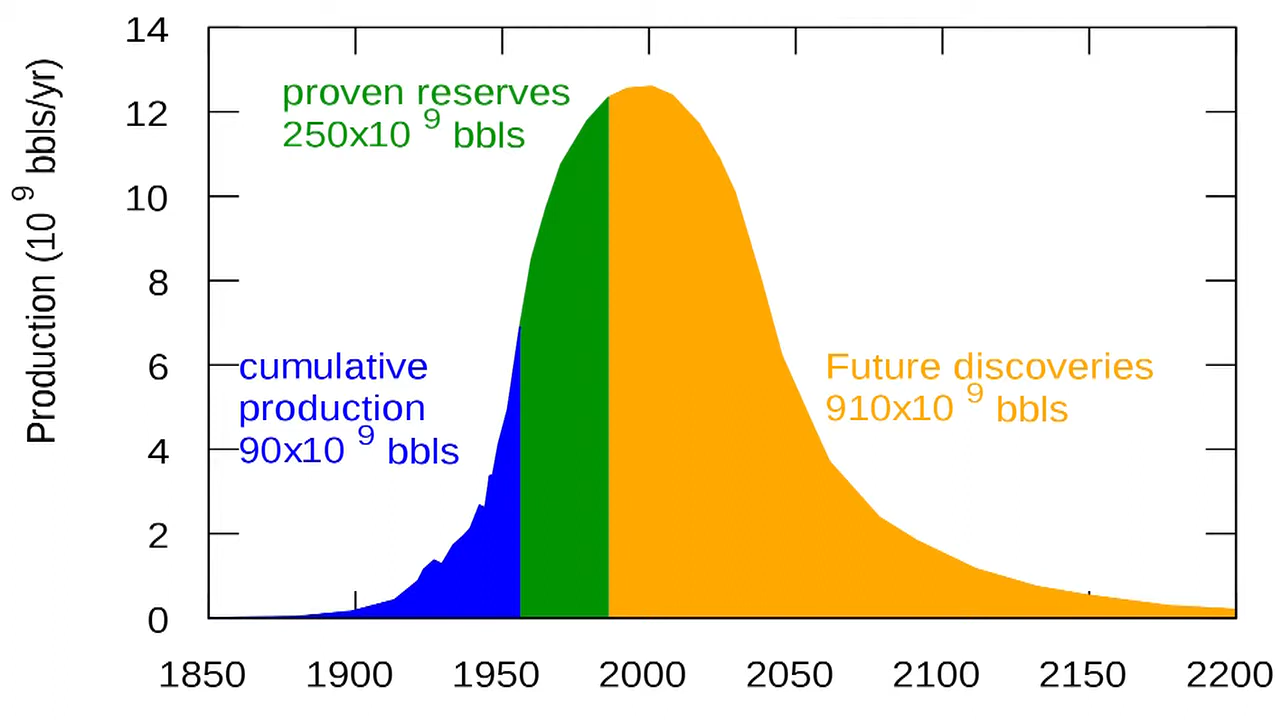 Production (10 9 bbls/yr)
14
12
10
8
6
4
2
0
proven reserves
250x10 9 bbls
cumulative
production
90x10 9 bbls
Future discoveries
910x10 9 bbls
1850 1900 1950 2000 2050 2100 2150 2200